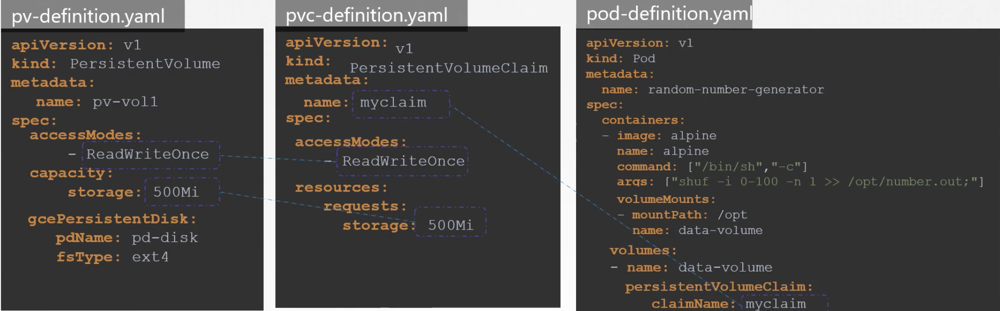 pv-definition.yaml
apiVersion: v1
kind: PersistentVolume
metadata:
name: pv-vol1
spec:
accessModes:
- ReadWriteOnce
capacity:
storage: 500Mi
gcePersistentDisk:
pdName: pd-disk
fsType: ext4
pvc-definition.yaml
apiVersion: v1
kind: PersistentVolumeClaim
metadata:
name: myclaim
spec:
accessModes:
- ReadWriteOnce
resources:
requests:
storage: 500Mi
pod-definition.yaml
apiVersion: v1
kind: Pod
metadata:
name: random-number-generator
spec:
containers:
- image: alpine
name: alpine
command: ["/bin/sh","-c"]
args: ["shuf -i 0-100 -n 1 >> /opt/number.out;"]
volumeMounts:
- mountPath: /opt
name: data-volume
volumes:
- name: data-volume
persistentVolumeClaim:
claimName: myclaim